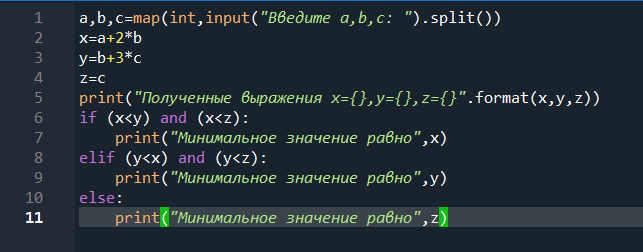 1 a,b,c=map(int,input("Введите a,b,c: ").split())
2 x=a+2*b
3 y=b+3*c
4 z=c
5 print("Полученные выражения x={},y={},z={}".format(x,y,z))
6 if (x<y) and (x<z):
7     print("Минимальное значение равно",x)
8 elif (y<x) and (y<z):
9     print("Минимальное значение равно",y)
10 else:
11     print("Минимальное значение равно",z)